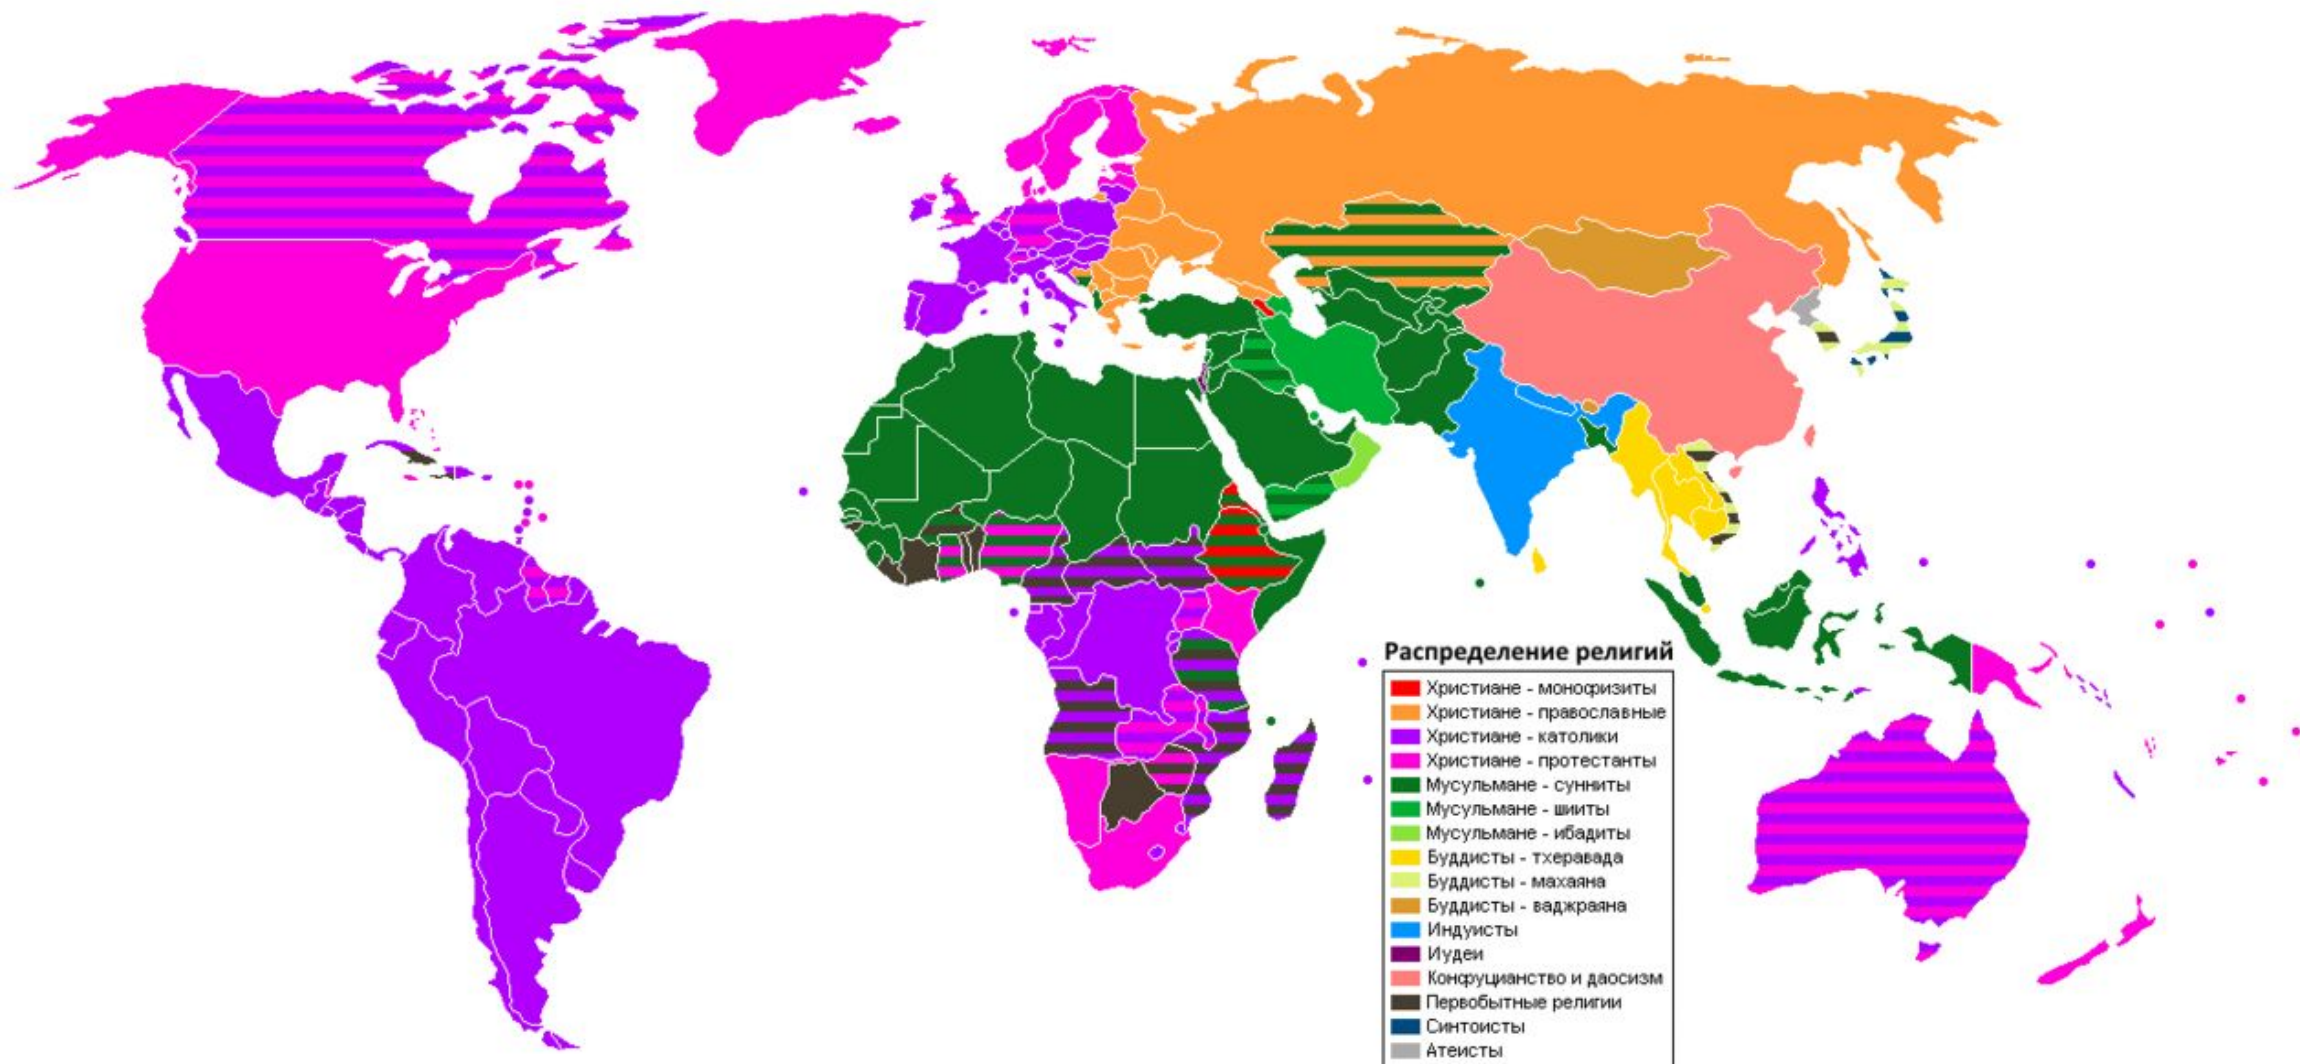 Распределение религий
Христиане - монофизиты
Христиане - православные
Христиане - католики
Христиане - протестанты
Мусульмане - сунниты
Мусульмане - шииты
Мусульмане - ибадиты
Буддисты - тхеравада
Буддисты - махаяна
Буддисты - ваджраяна
Индуисты
Иудеи
Конфуцианство и даосизм
Первобытные религии
Синтоисты
Атеисты